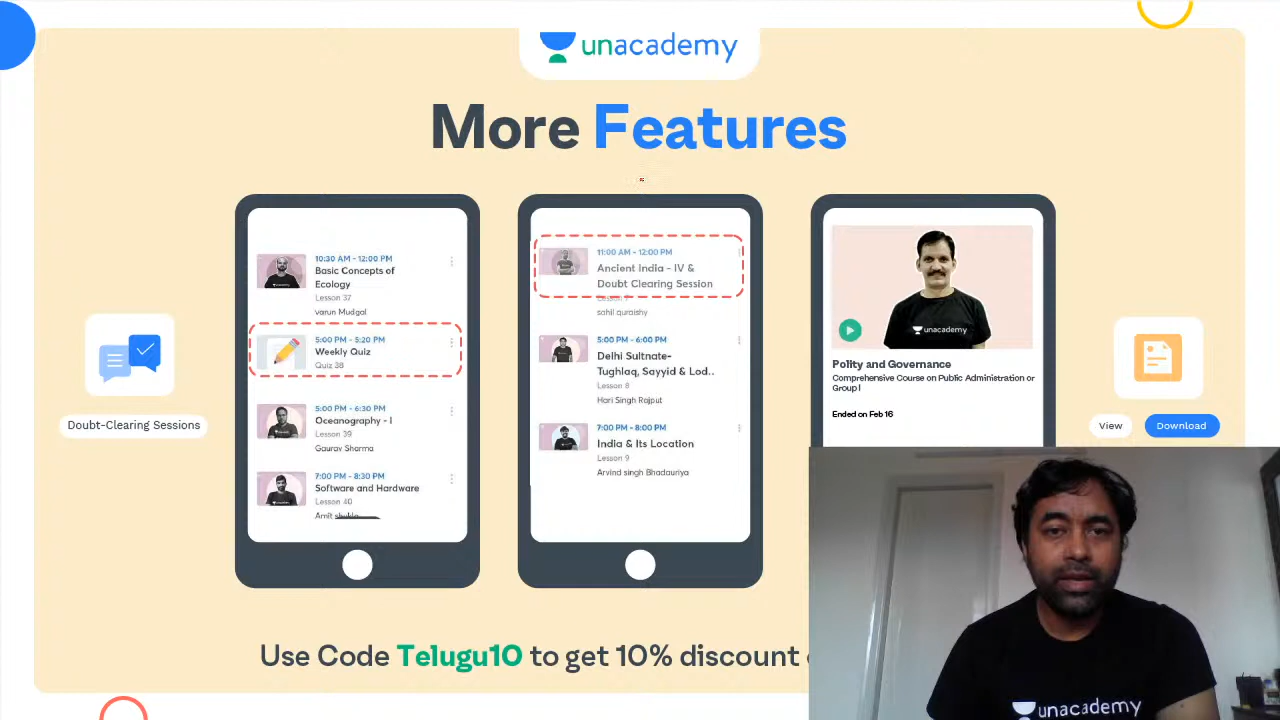 unacademy
More Features
10:30 AM - 12:00 PM
Basic Concepts of
Ecology
Lesson 37
varun Mudgal
5:00 PM - 5:20 PM
Weekly Quiz
Quiz 38
5:00 PM - 6:30 PM
Oceanography - I
Lesson 39
Gaurav Sharma
7:00 PM - 8:30 PM
Software and Hardware
Lesson 40
Amit shukla
11:00 AM - 12:00 PM
Ancient India - IV &
Doubt Clearing Session
Lesson
sahil quraishy
5:00 PM - 6:00 PM
Delhi Sultnate-
Tughlaq, Sayyid & Lod..
Lesson 8
Hari Singh Rajput
7:00 PM - 8:00 PM
India & Its Location
Lesson 9
Arvind singh Bhadauriya
unacademy
Polity and Governance
Comprehensive Course on Public Administration or
Group I
Ended on Feb 16
Doubt-Clearing Sessions
View
Download
Use Code Telugu10 to get 10% discount
unacademy